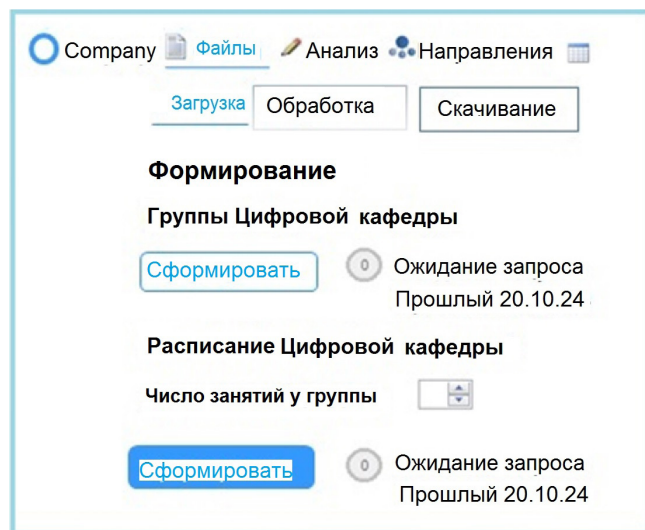 Company Файлы Анализ Направления
Загрузка Обработка Скачивание
Формирование
Группы Цифровой кафедры
Сформировать 0 Ожидание запроса
Прошлый 20.10.24
Расписание Цифровой кафедры
Число занятий у группы
Сформировать 0 Ожидание запроса
Прошлый 20.10.24